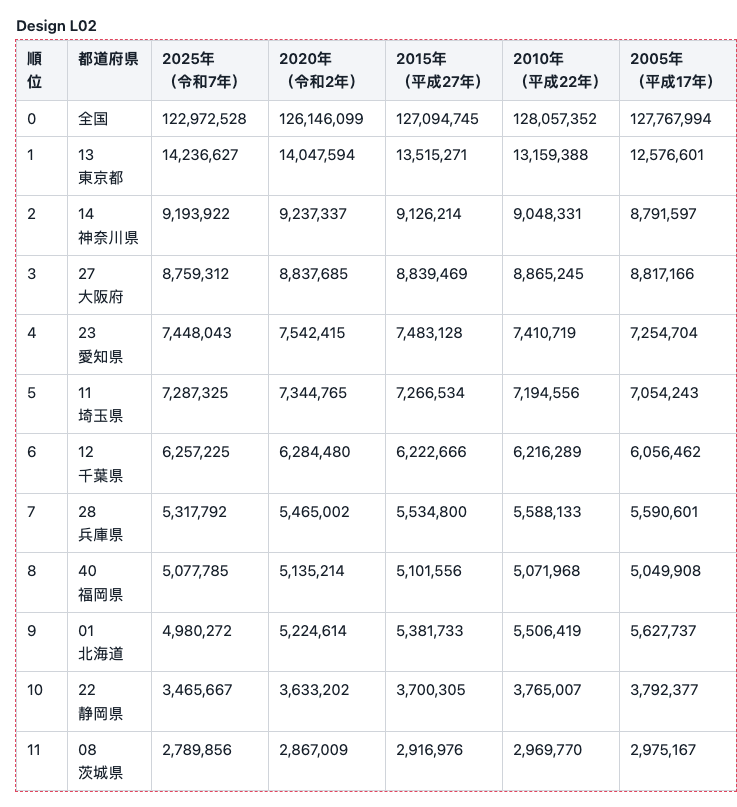 Design L02
順位 都道府県 2025年（令和7年） 2020年（令和2年） 2015年（平成27年） 2010年（平成22年） 2005年（平成17年）
0 全国 122,972,528 126,146,099 127,094,745 128,057,352 127,767,994
1 13 東京都 14,236,627 14,047,594 13,515,271 13,159,388 12,576,601
2 14 神奈川県 9,193,922 9,237,337 9,126,214 9,048,331 8,791,597
3 27 大阪府 8,759,312 8,837,685 8,839,469 8,865,245 8,817,166
4 23 愛知県 7,448,043 7,542,415 7,483,128 7,410,719 7,254,704
5 11 埼玉県 7,287,325 7,344,765 7,266,534 7,194,556 7,054,243
6 12 千葉県 6,257,225 6,284,480 6,222,666 6,216,289 6,056,462
7 28 兵庫県 5,317,792 5,465,002 5,534,800 5,588,133 5,590,601
8 40 福岡県 5,077,785 5,135,214 5,101,556 5,071,968 5,049,908
9 01 北海道 4,980,272 5,224,614 5,381,733 5,506,419 5,627,737
10 22 静岡県 3,465,667 3,633,202 3,700,305 3,765,007 3,792,377
11 08 茨城県 2,789,856 2,867,009 2,916,976 2,969,770 2,975,167